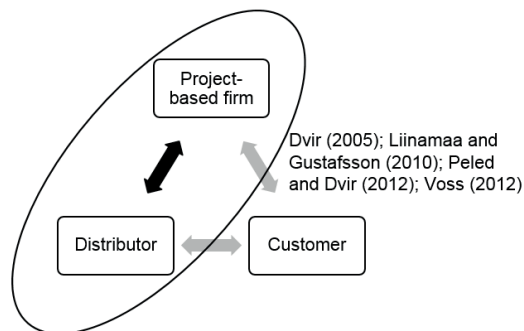 Project-
based firm
Dvir (2005); Liinamaa and
Gustafsson (2010); Peled
and Dvir (2012); Voss (2012)
Distributor
Customer